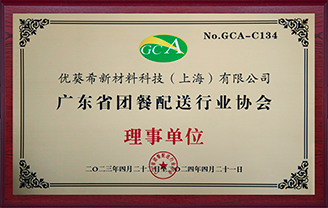 GCA
No.GCA-C134
优葵希新材料科技（上海）有限公司
广东省团餐配送行业协会
理事单位
二〇二三年四月二十二日至二〇二四年四月二十一日